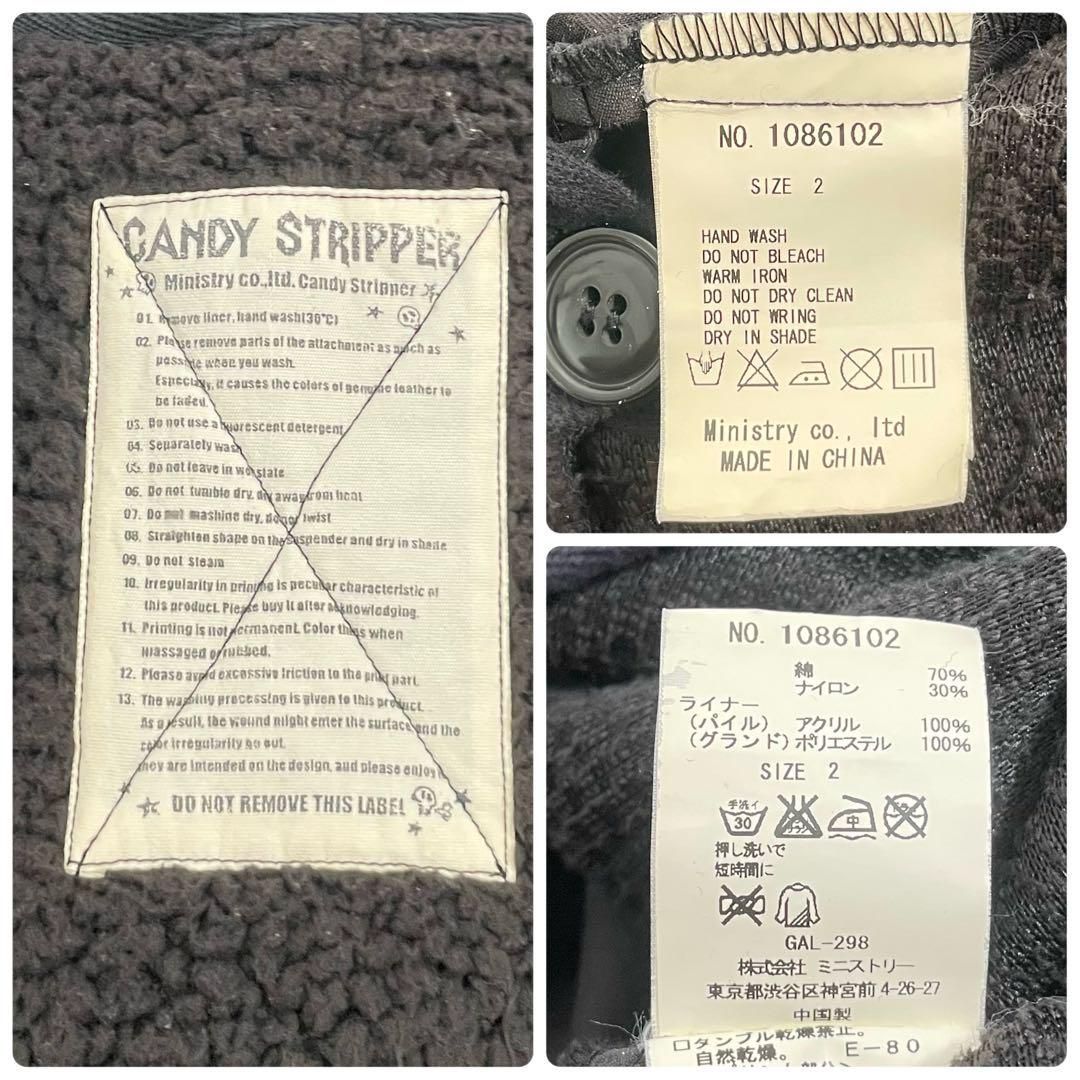 CANDY STRIPPER
Ministry co.,ltd. Candy Stripper
01. Remove liner, hand wash(30°C)
02. Please remove parts of the attachment as much as
possible when you wash.
Especially, it causes the colors of genuine leather to
be faded.
03. Do not use a fluorescent detergent
04. Separately wash
05. Do not leave in wet state
06. Do not tumble dry, dry away from heat
07. Do not machine dry, do not twist
08. Straighten shape on the suspender and dry in shade
09. Do not steam
10. Irregularity in printing is peculiar characteristic of
this product. Please buy it after acknowledging.
11. Printing is not permanent. Color thins when
massaged or rubbed.
12. Please avoid excessive friction to the print part.
13. The washing processing is given to this product.
As a result, the wound might enter the surface and the
color irregularity go out.
They are intended on the design, and please enjoy it
DO NOT REMOVE THIS LABEL
NO. 1086102
SIZE 2
HAND WASH
DO NOT BLEACH
WARM IRON
DO NOT DRY CLEAN
DO NOT WRING
DRY IN SHADE
Ministry co., ltd
MADE IN CHINA
NO. 1086102
綿 70%
ナイロン 30%
ライナー
(パイル) アクリル 100%
(グランド) ポリエステル 100%
SIZE 2
手洗イ 30 中
押し洗いで
短時間に
GAL-298
株式会社 ミニストリー
東京都渋谷区神宮前 4-26-27
中国製
ロタンブル乾燥禁止。
自然乾燥。 E-80